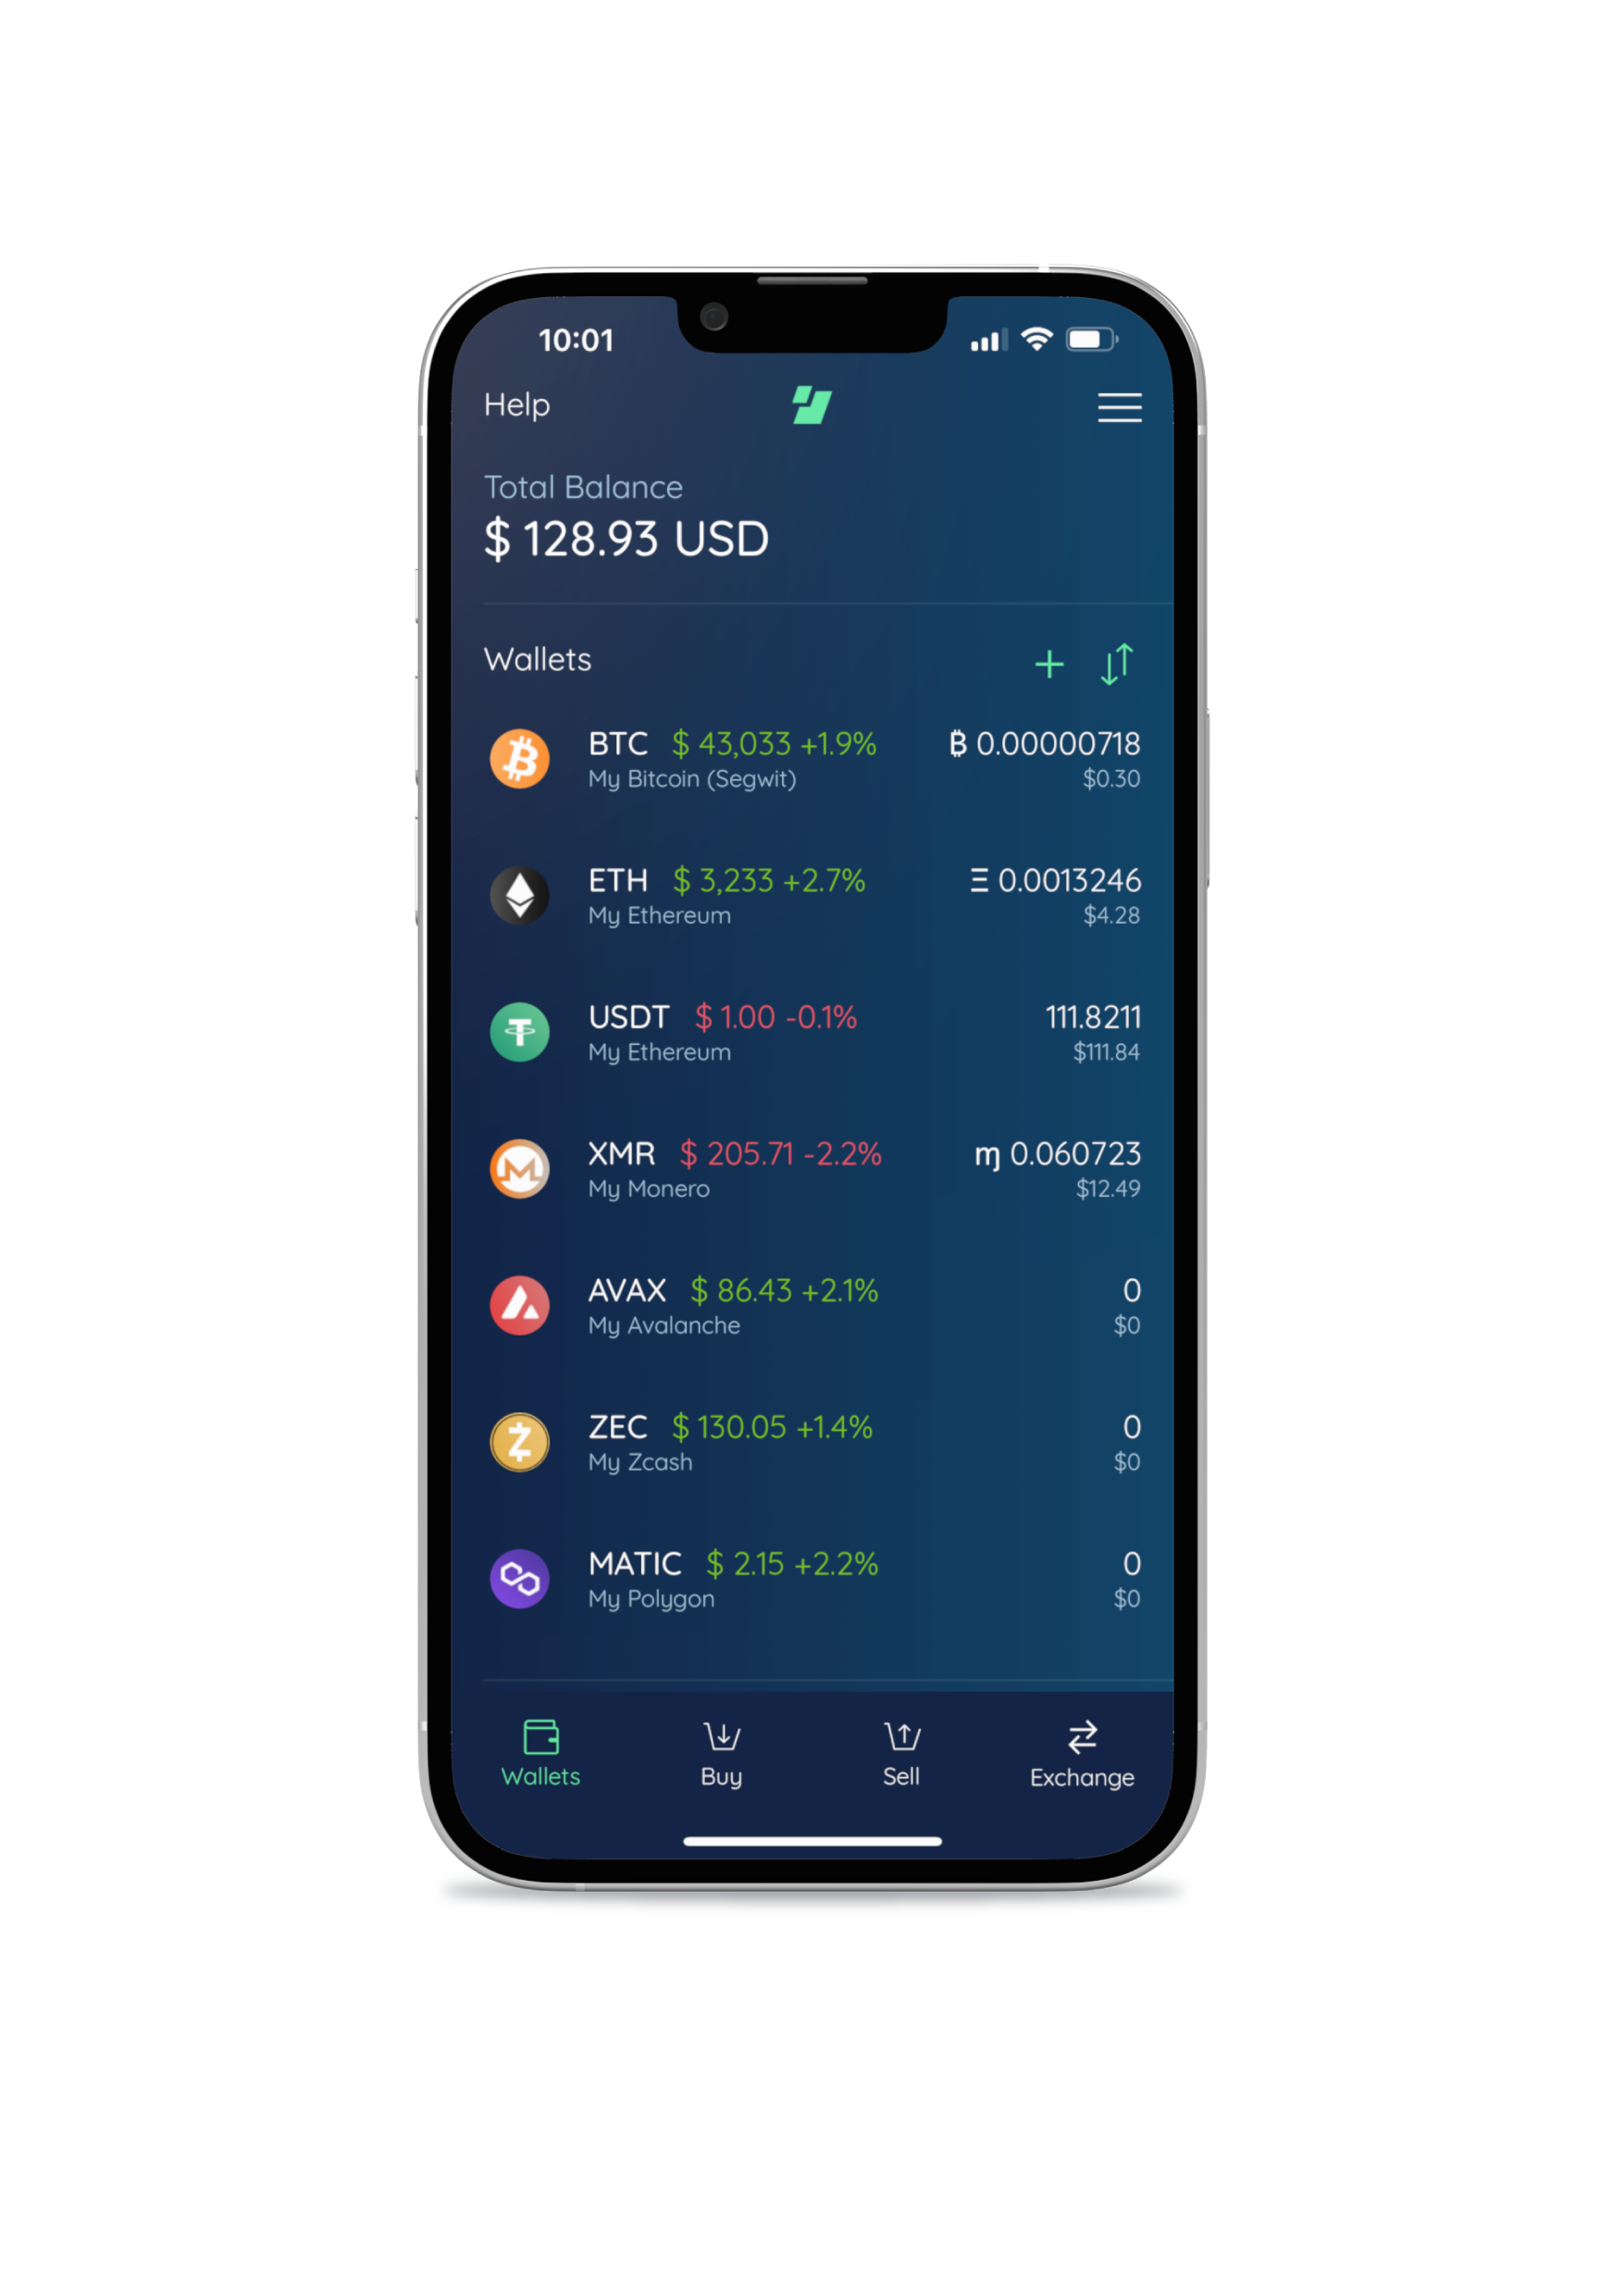 10:01
Help
Total Balance
$ 128.93 USD
Wallets
BTC $ 43,033 +1.9% ₿ 0.00000718
My Bitcoin (Segwit) $0.30
ETH $ 3,233 +2.7% Ξ 0.0013246
My Ethereum $4.28
USDT $ 1.00 -0.1% 111.8211
My Ethereum $111.84
XMR $ 205.71 -2.2% ɱ 0.060723
My Monero $12.49
AVAX $ 86.43 +2.1% 0
My Avalanche $0
ZEC $ 130.05 +1.4% 0
My Zcash $0
MATIC $ 2.15 +2.2% 0
My Polygon $0
Wallets Buy Sell Exchange